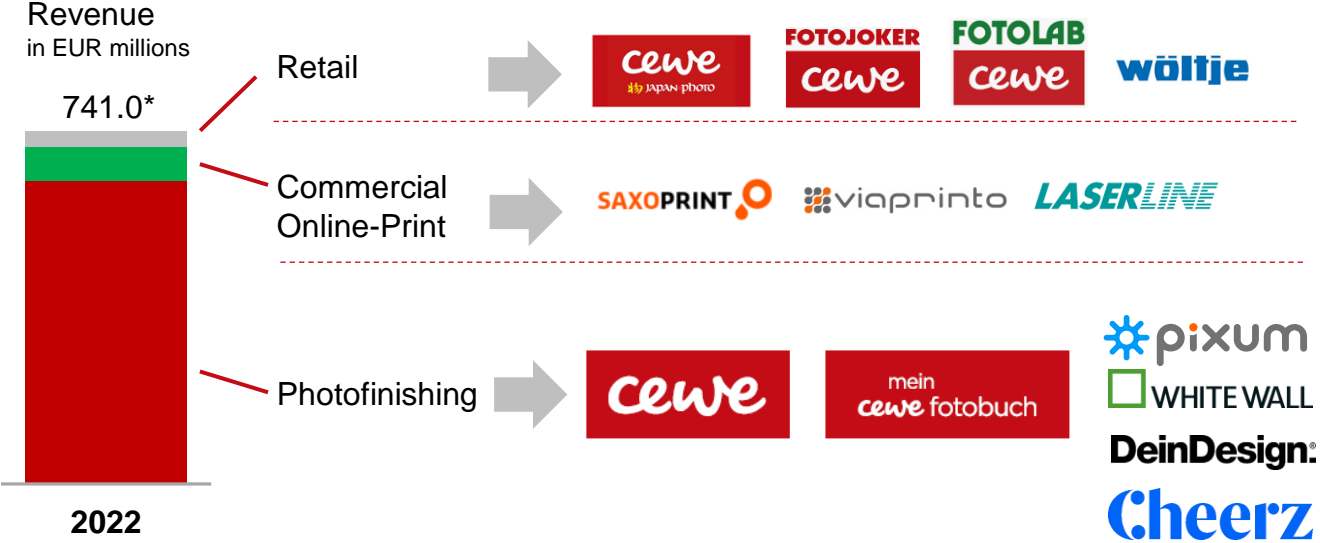 Revenue
in EUR millions
741.0*
2022
Retail
cewe
JAPAN PHOTO
FOTOJOKER
cewe
FOTOLAB
cewe
wöltje
Commercial
Online-Print
SAXOPRINT
viaprinto
LASERLINE
Photofinishing
cewe
mein
cewe fotobuch
pixum
WHITE WALL
DeinDesign.
Cheerz